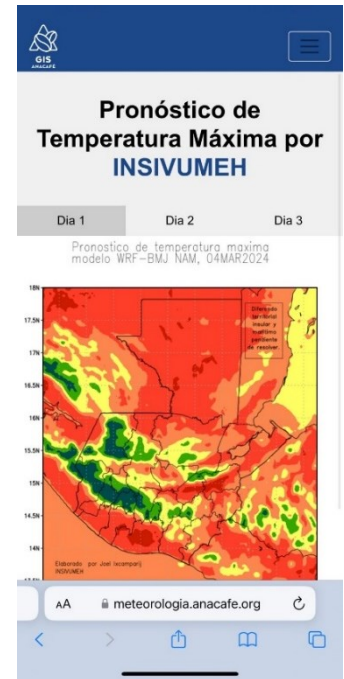 GIS
ANACAFÉ
Pronóstico de
Temperatura Máxima por
INSIVUMEH
Dia 1 Dia 2 Dia 3
Pronostico de temperatura maxima
modelo WRF-BMJ NAM, 04MAR2024
18N
Diferendo
territorial
insular y
maritimo
pendiente
de resolver
17.5N
17N
16.5N
16N
15.5N
15N
14.5N
14N
Elaborado por Joel Ixcamparij
INSIVUMEH
AA meteorologia.anacafe.org